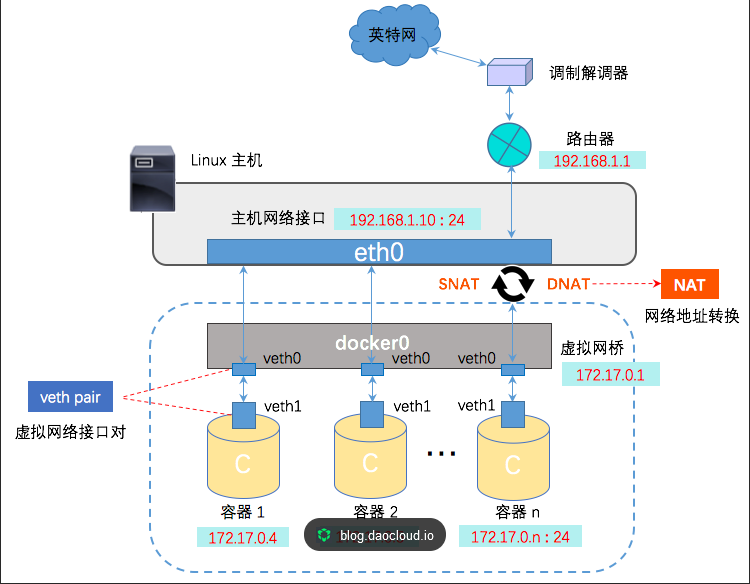 英特网
调制解调器
路由器
192.168.1.1
Linux 主机
主机网络接口
192.168.1.10 : 24
eth0
SNAT
DNAT
NAT
网络地址转换
docker0
虚拟网桥
172.17.0.1
veth0
veth0
veth0
veth pair
虚拟网络接口对
veth1
veth1
veth1
C
C
...
C
容器 1
容器 2
容器 n
172.17.0.4
172.17.0.n : 24
blog.daocloud.io